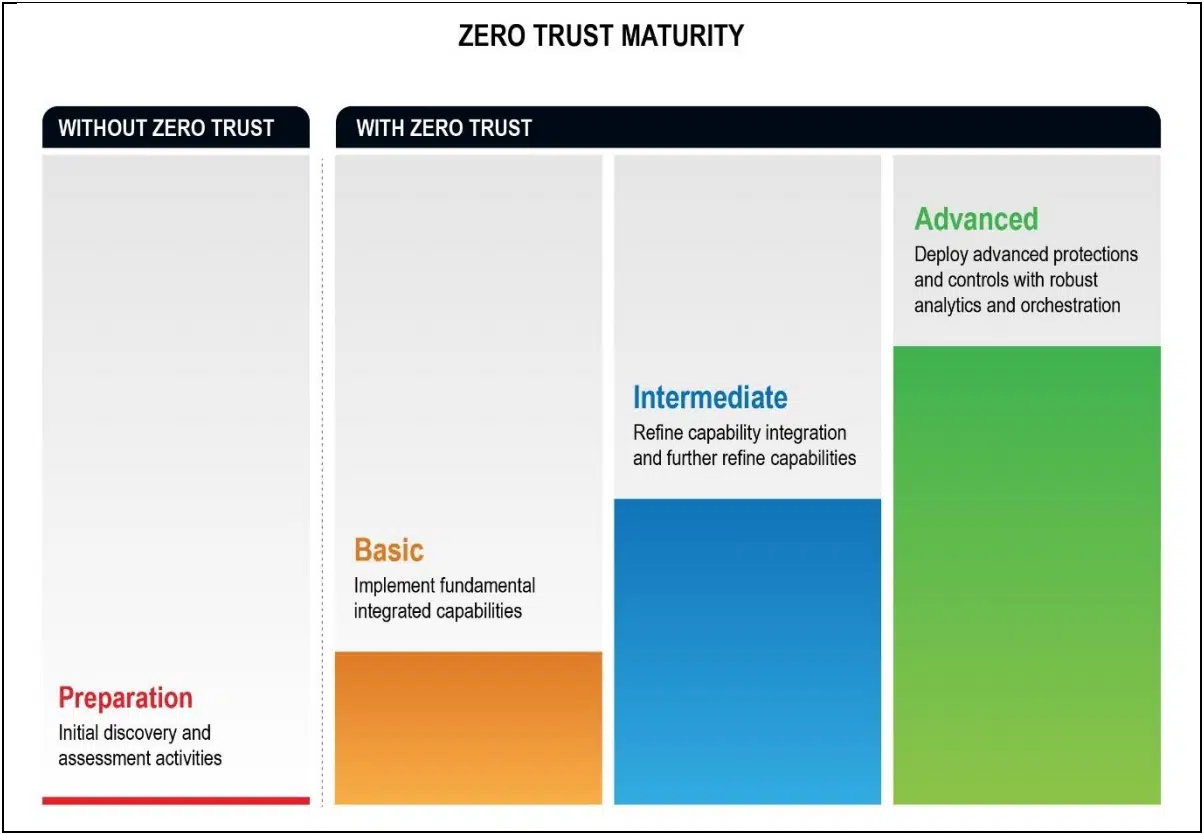 ZERO TRUST MATURITY
WITHOUT ZERO TRUST
WITH ZERO TRUST
Preparation
Initial discovery and
assessment activities
Basic
Implement fundamental
integrated capabilities
Intermediate
Refine capability integration
and further refine capabilities
Advanced
Deploy advanced protections
and controls with robust
analytics and orchestration